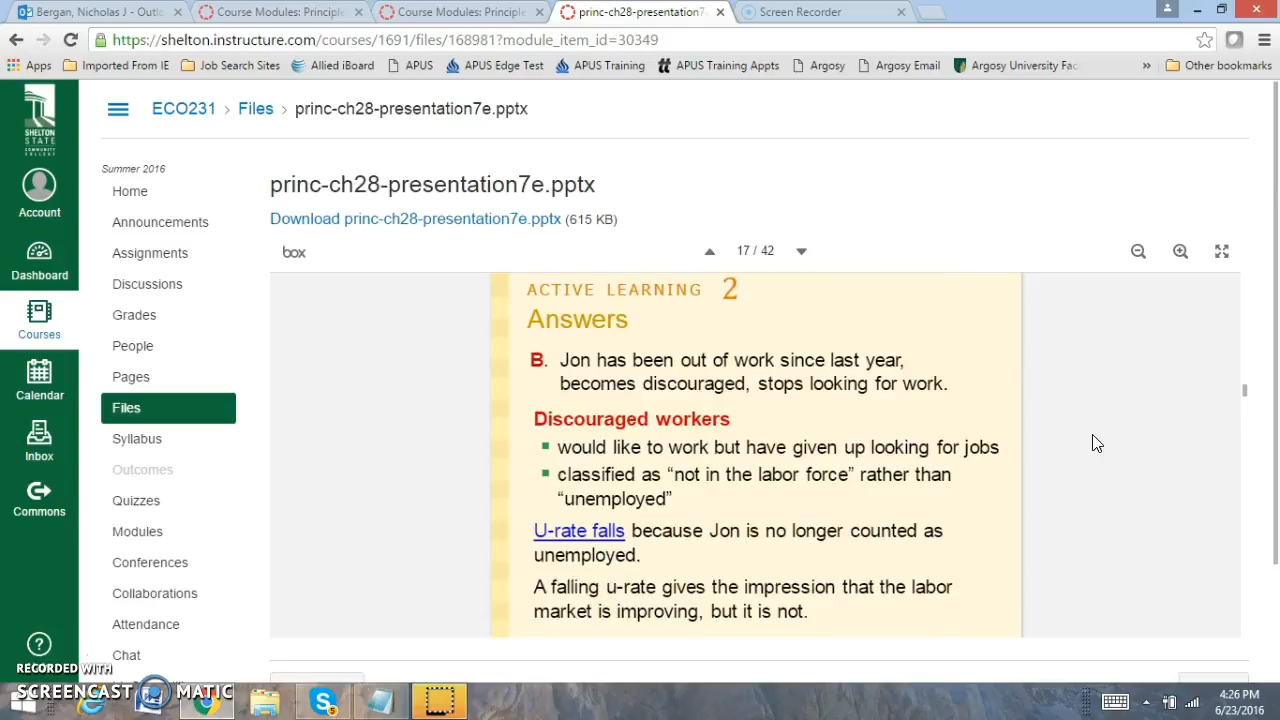 Bergan, Nicholas J - Outl
Course Modules: Principle
Course Modules: Principle
princ-ch28-presentation7
Screen Recorder
https://shelton.instructure.com/courses/1691/files/168981?module_item_id=30349
Apps
Imported From IE
Job Search Sites
Allied iBoard
APUS
APUS Edge Test
APUS Training
APUS Training Appts
Argosy
Argosy Email
Argosy University Fac
»
Other bookmarks
SHELTON
STATE
Account
Dashboard
Courses
Calendar
Inbox
Commons
ECO231 › Files › princ-ch28-presentation7e.pptx
Summer 2016
Home
Announcements
Assignments
Discussions
Grades
People
Pages
Files
Syllabus
Outcomes
Quizzes
Modules
Conferences
Collaborations
Attendance
Chat
princ-ch28-presentation7e.pptx
Download princ-ch28-presentation7e.pptx (615 KB)
box
17 / 42
ACTIVE LEARNING 2
Answers
B. Jon has been out of work since last year,
becomes discouraged, stops looking for work.
Discouraged workers
would like to work but have given up looking for jobs
classified as “not in the labor force” rather than
“unemployed”
U-rate falls because Jon is no longer counted as
unemployed.
A falling u-rate gives the impression that the labor
market is improving, but it is not.
RECORDED WITH
SCREENCAST MATIC
4:26 PM
6/23/2016